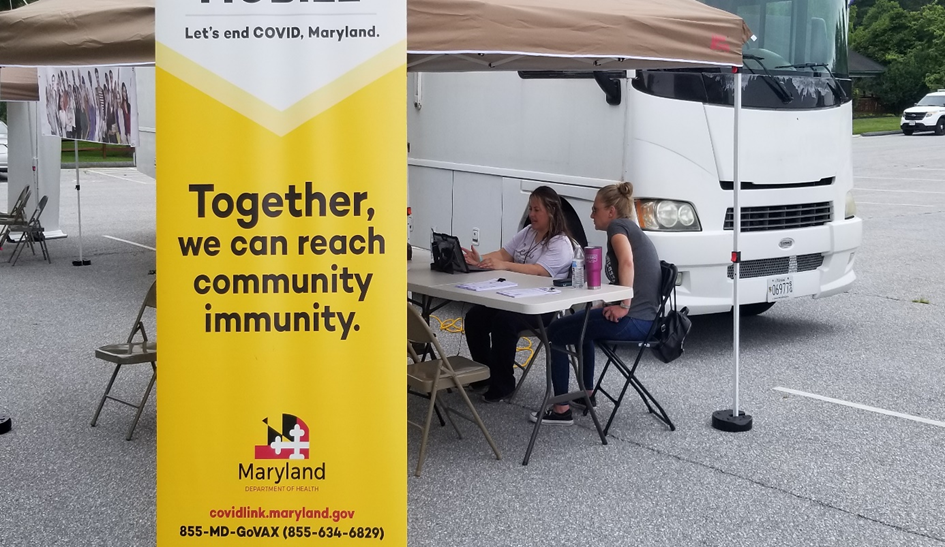 MOBILE
Let's end COVID, Maryland.
Together,
we can reach
community
immunity.
Maryland
DEPARTMENT OF HEALTH
covidlink.maryland.gov
855-MD-GoVAX (855-634-6829)